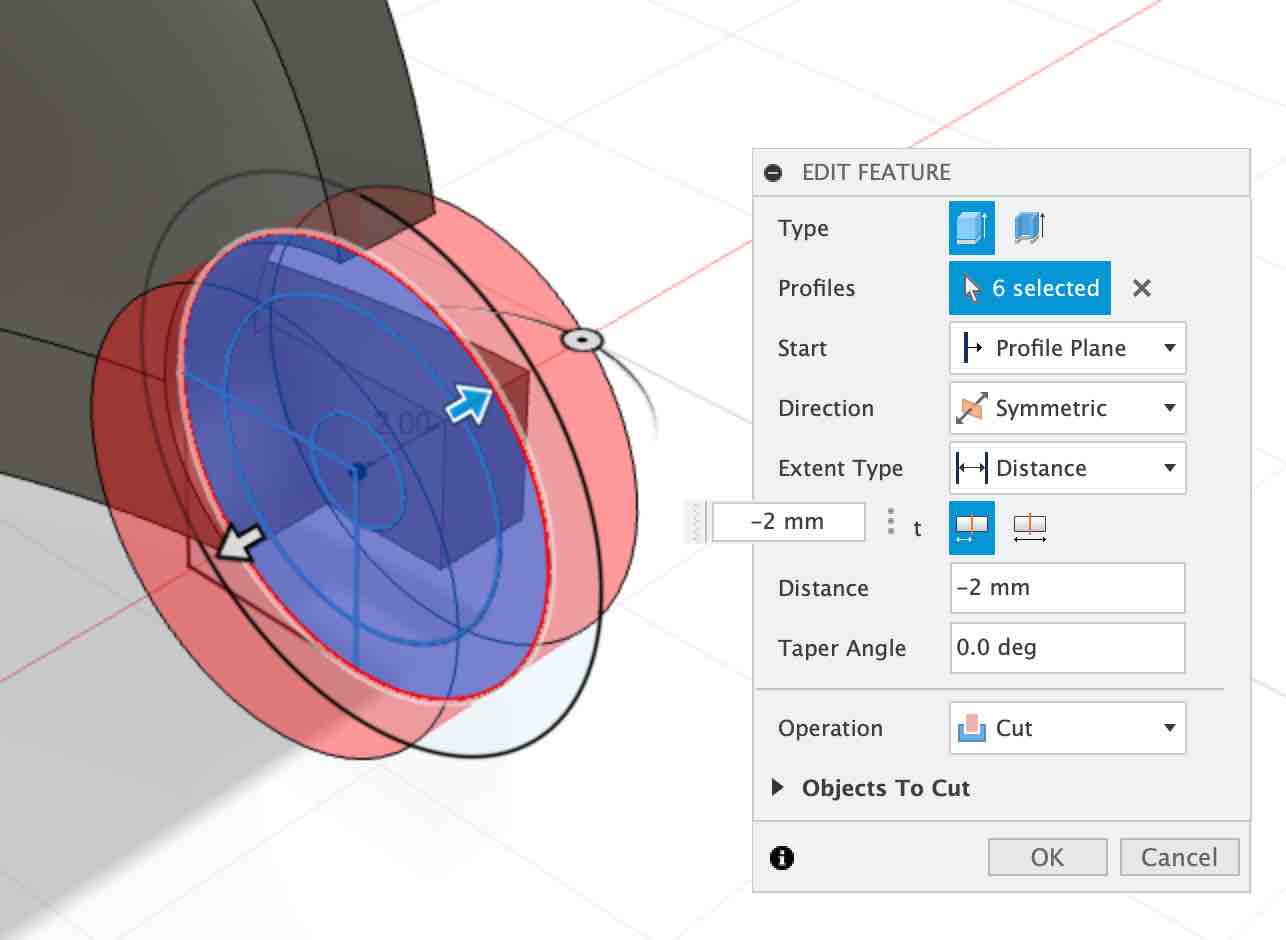 EDIT FEATURE
Type
Profiles
6 selected
Start
Profile Plane
Direction
Symmetric
Extent Type
Distance
-2 mm
t
Distance
-2 mm
Taper Angle
0.0 deg
Operation
Cut
Objects To Cut
OK
Cancel
2.00